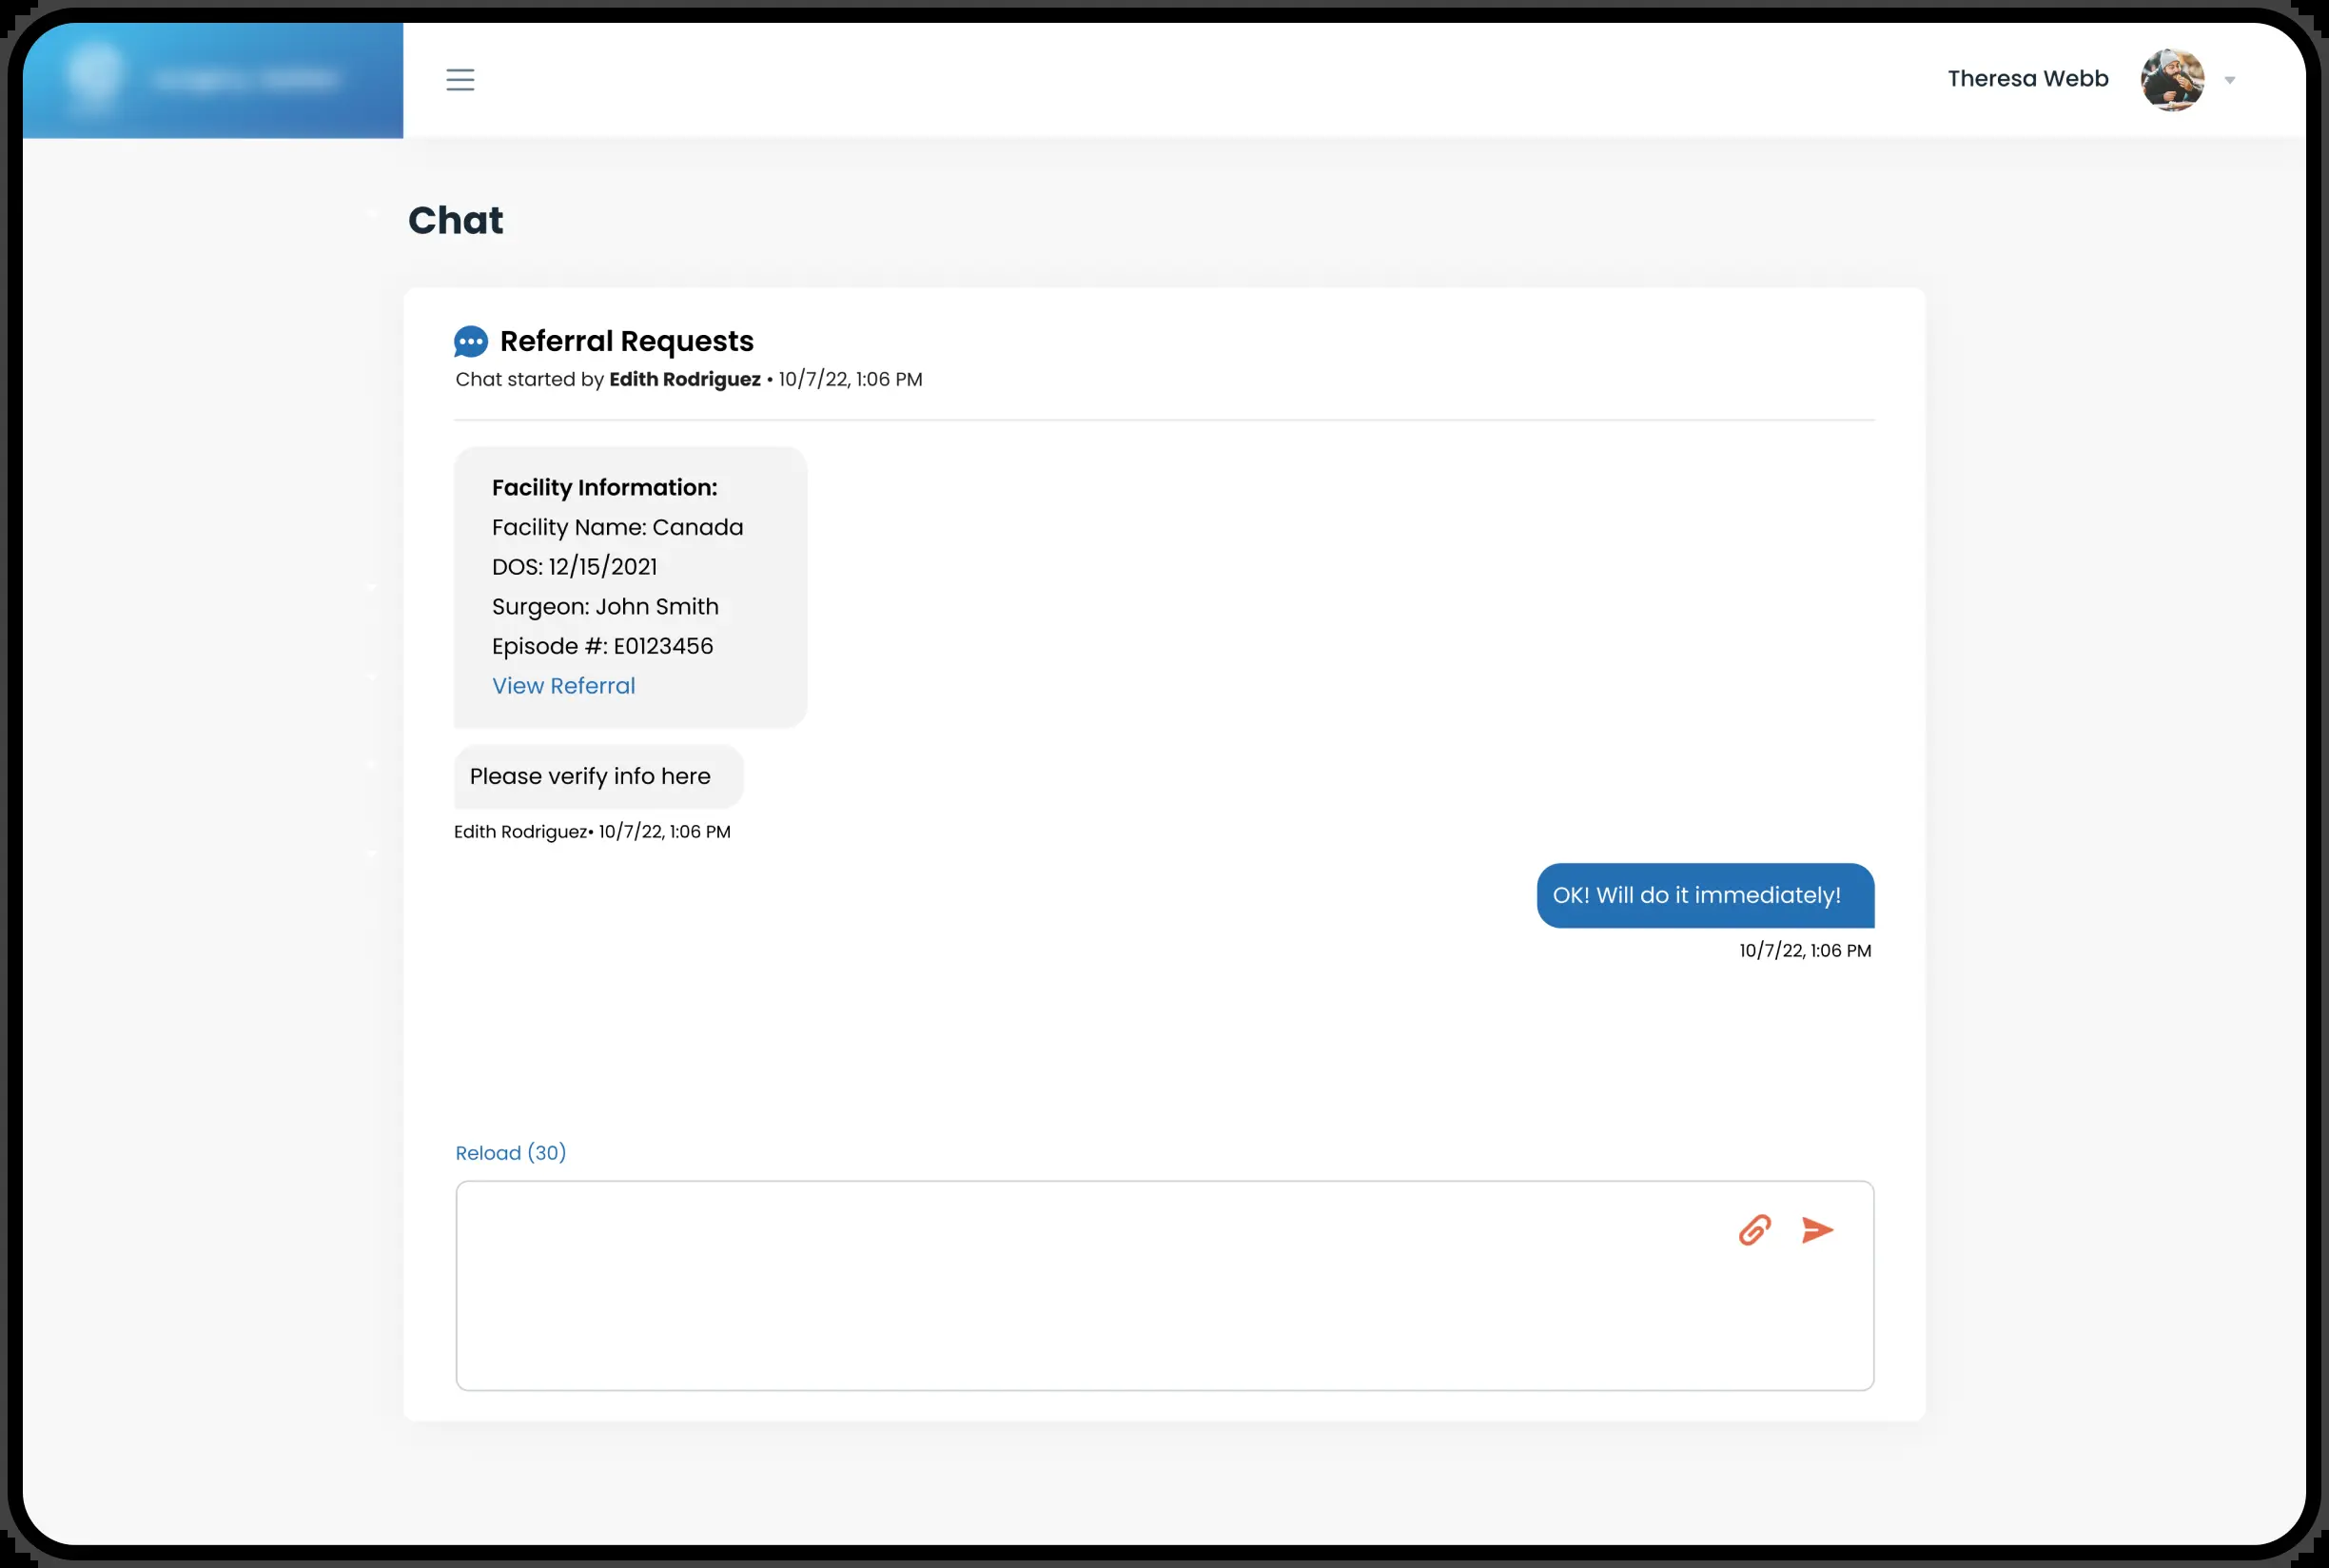 Theresa Webb
Chat
Referral Requests
Chat started by Edith Rodriguez • 10/7/22, 1:06 PM
Facility Information:
Facility Name: Canada
DOS: 12/15/2021
Surgeon: John Smith
Episode #: E0123456
View Referral
Please verify info here
Edith Rodriguez• 10/7/22, 1:06 PM
OK! Will do it immediately!
10/7/22, 1:06 PM
Reload (30)